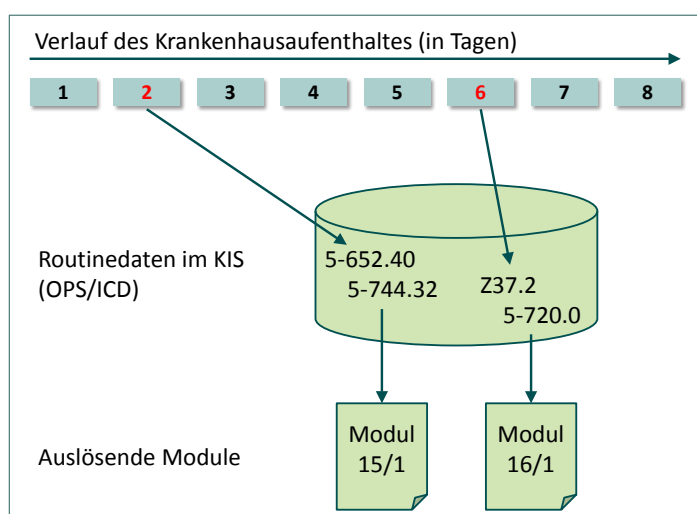 Verlauf des Krankenhausaufenthaltes (in Tagen)
1 2 3 4 5 6 7 8
Routinedaten im KIS
(OPS/ICD)
5-652.40
5-744.32
Z37.2
5-720.0
Auslösende Module
Modul
15/1
Modul
16/1